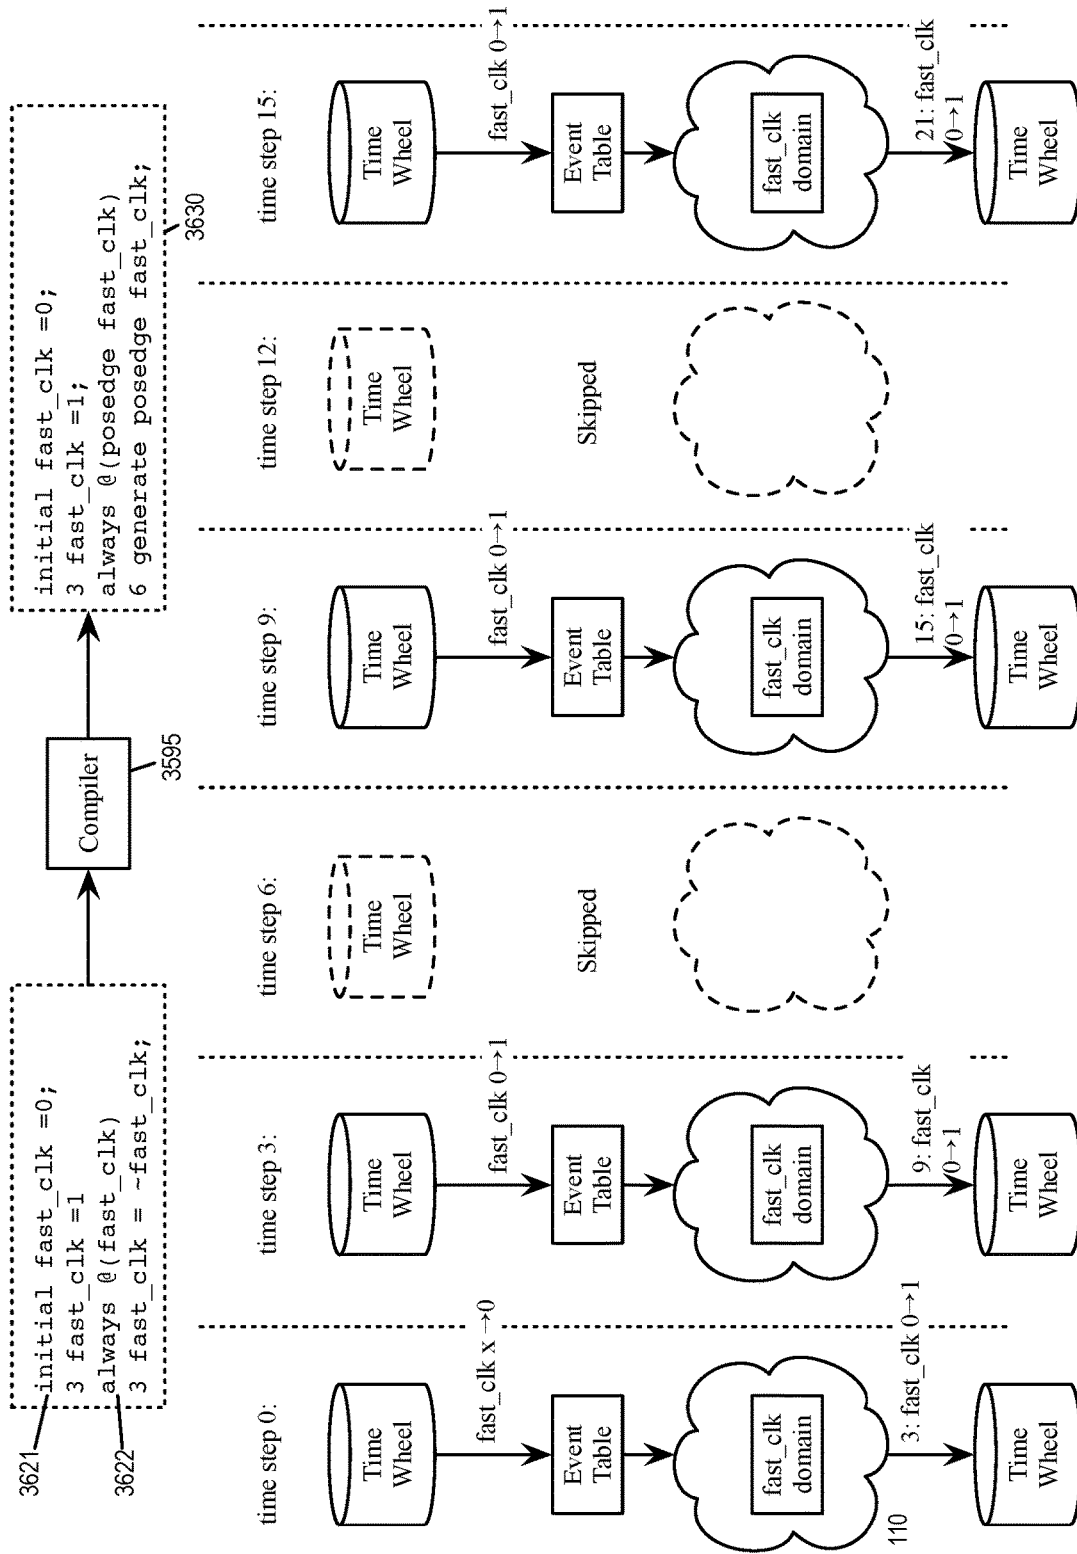 3621
3622
initial fast_clk =0;
3 fast_clk =1
always @(fast_clk)
3 fast_clk = ~fast_clk;
Compiler
3595
initial fast_clk =0;
3 fast_clk =1;
always @(posedge fast_clk)
6 generate posedge fast_clk;
3630
time step 0:
Time
Wheel
fast_clk x→0
Event
Table
fast_clk
domain
110
3: fast_clk 0→1
Time
Wheel
time step 3:
Time
Wheel
fast_clk 0→1
Event
Table
fast_clk
domain
9: fast_clk
0→1
Time
Wheel
time step 6:
Time
Wheel
Skipped
time step 9:
Time
Wheel
fast_clk 0→1
Event
Table
fast_clk
domain
15: fast_clk
0→1
Time
Wheel
time step 12:
Time
Wheel
Skipped
time step 15:
Time
Wheel
fast_clk 0→1
Event
Table
fast_clk
domain
21: fast_clk
0→1
Time
Wheel